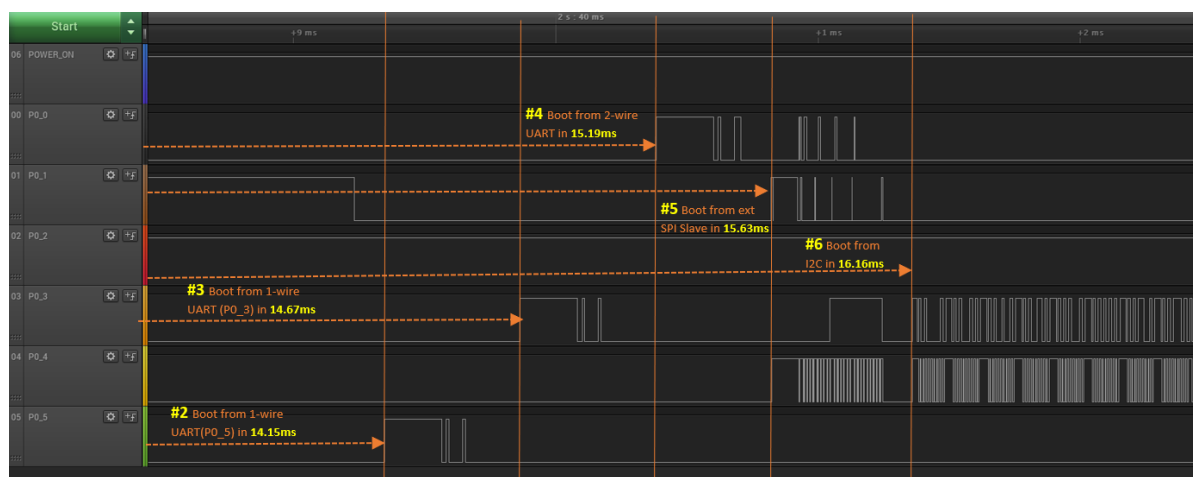 Start
2 s : 40 ms
+9 ms
+1 ms
+2 ms
06 POWER_ON
00 P0_0
#4 Boot from 2-wire
UART in 15.19ms
01 P0_1
#5 Boot from ext
SPI Slave in 15.63ms
02 P0_2
#6 Boot from
I2C in 16.16ms
03 P0_3
#3 Boot from 1-wire
UART (P0_3) in 14.67ms
04 P0_4
05 P0_5
#2 Boot from 1-wire
UART(P0_5) in 14.15ms